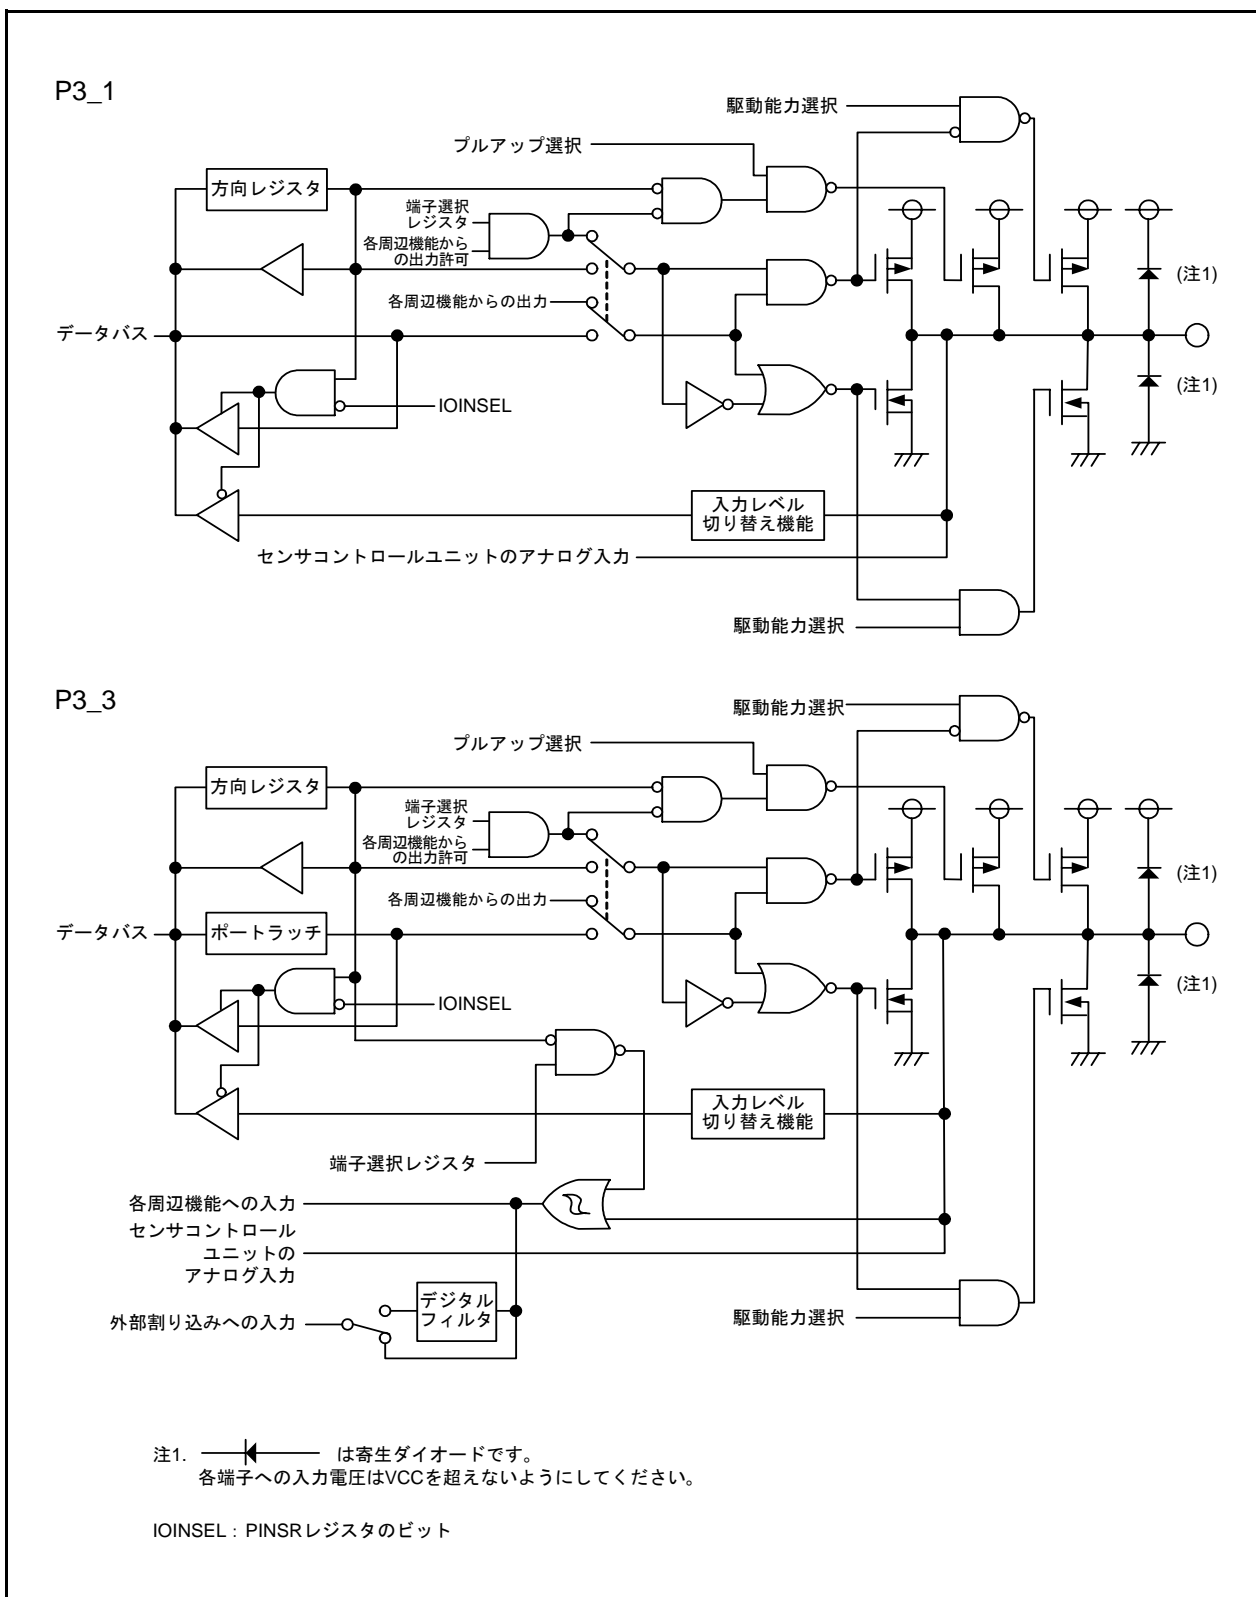 P3_1
駆動能力選択
プルアップ選択
方向レジスタ
端子選択
レジスタ
各周辺機能から
の出力許可
(注1)
各周辺機能からの出力
データバス
(注1)
IOINSEL
入力レベル
切り替え機能
センサコントロールユニットのアナログ入力
駆動能力選択
P3_3
駆動能力選択
プルアップ選択
方向レジスタ
端子選択
レジスタ
各周辺機能から
の出力許可
(注1)
各周辺機能からの出力
データバス
ポートラッチ
(注1)
IOINSEL
入力レベル
切り替え機能
端子選択レジスタ
各周辺機能への入力
センサコントロール
ユニットの
アナログ入力
デジタル
フィルタ
外部割り込みへの入力
駆動能力選択
注1. は寄生ダイオードです。
各端子への入力電圧はVCCを超えないようにしてください。
IOINSEL：PINSRレジスタのビット